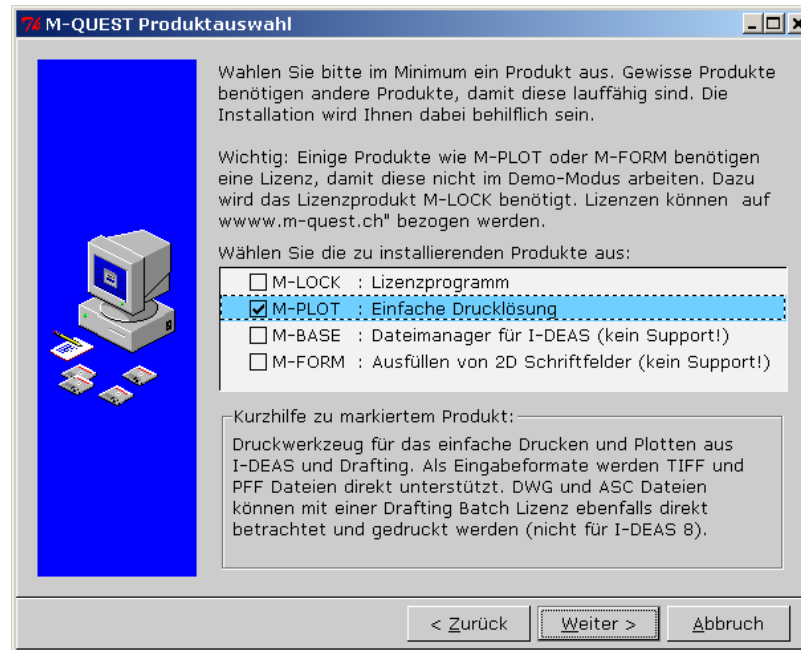 M-QUEST Produktauswahl
Wahlen Sie bitte im Minimum ein Produkt aus. Gewisse Produkte
benötigen andere Produkte, damit diese lauffähig sind. Die
Installation wird Ihnen dabei behilflich sein.
Wichtig: Einige Produkte wie M-PLOT oder M-FORM benötigen
eine Lizenz, damit diese nicht im Demo-Modus arbeiten. Dazu
wird das Lizenzprodukt M-LOCK benötigt. Lizenzen können  auf
wwww.m-quest.ch" bezogen werden.
Wählen Sie die zu installierenden Produkte aus:
M-LOCK : Lizenzprogramm
M-PLOT : Einfache Drucklösung
M-BASE : Dateimanager für I-DEAS (kein Support!)
M-FORM : Ausfüllen von 2D Schriftfelder (kein Support!)
Kurzhilfe zu markiertem Produkt:
Druckwerkzeug für das einfache Drucken und Plotten aus
I-DEAS und Drafting. Als Eingabeformate werden TIFF und
PFF Dateien direkt unterstützt. DWG und ASC Dateien
können mit einer Drafting Batch Lizenz ebenfalls direkt
betrachtet und gedruckt werden (nicht für I-DEAS 8).
< Zurück Weiter > Abbruch